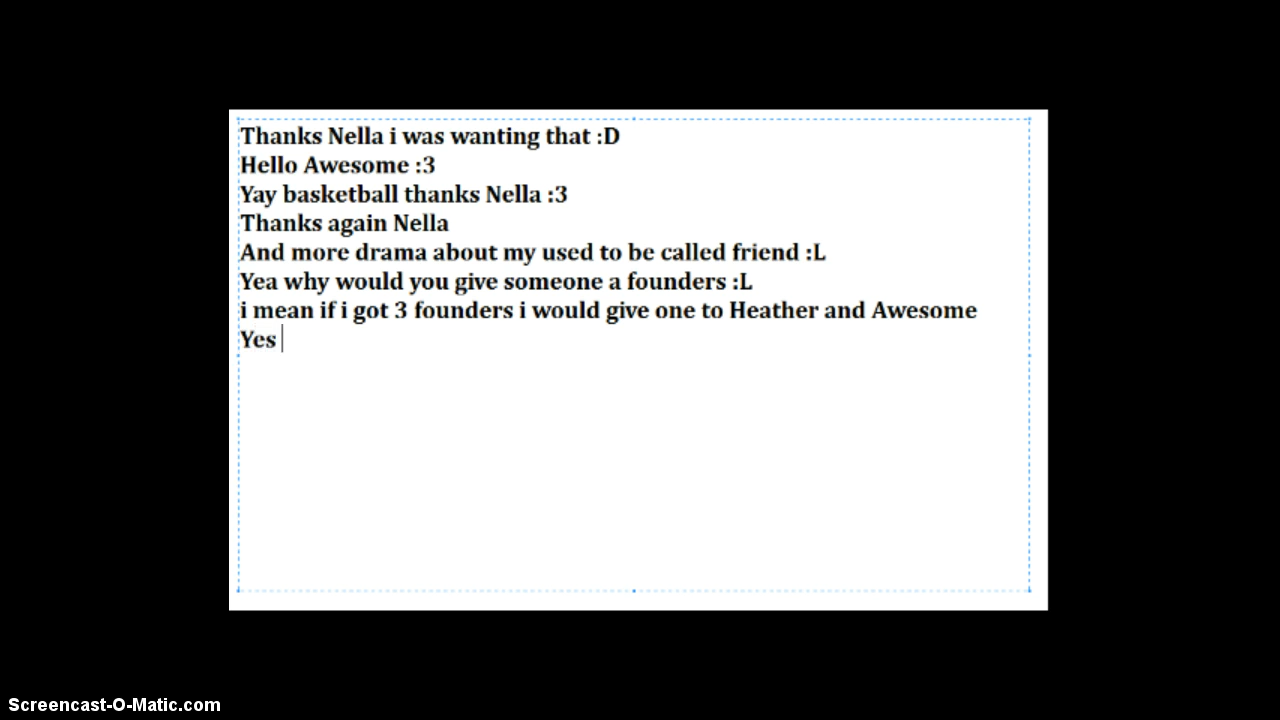 Thanks Nella i was wanting that :D
Hello Awesome :3
Yay basketball thanks Nella :3
Thanks again Nella
And more drama about my used to be called friend :L
Yea why would you give someone a founders :L
i mean if i got 3 founders i would give one to Heather and Awesome
Yes
Screencast-O-Matic.com